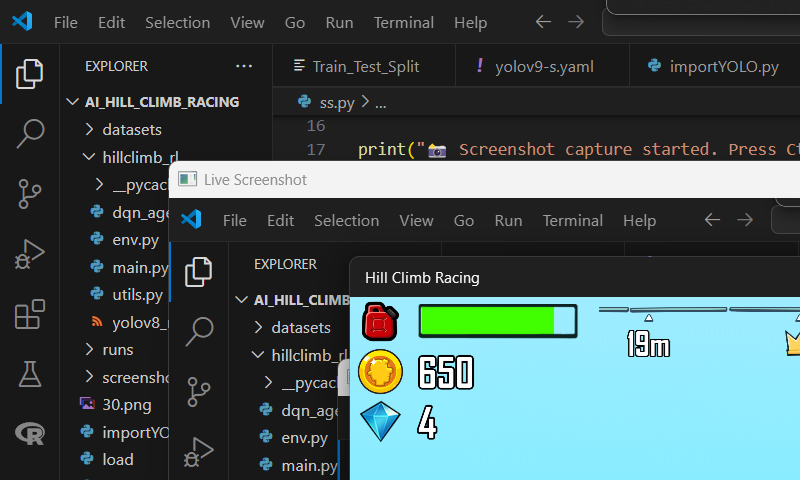 File Edit Selection View Go Run Terminal Help
EXPLORER
Train_Test_Split
yolov9-s.yaml
importYOLO.py
AI_HILL_CLIMB_RACING
ss.py > ...
datasets
16
hillclimb_rl
17 print("📸 Screenshot capture started. Press Ct
__pycac
Live Screenshot
dqn_age
File Edit Selection View Go Run Terminal Help
env.py
main.py
EXPLORER
Hill Climb Racing
utils.py
AI_HILL_CLIMB
yolov8_
datasets
19m
runs
hillclimb_rl
650
screensho
__pycac
30.png
dqn_age
4
importYO
env.py
load
main.py